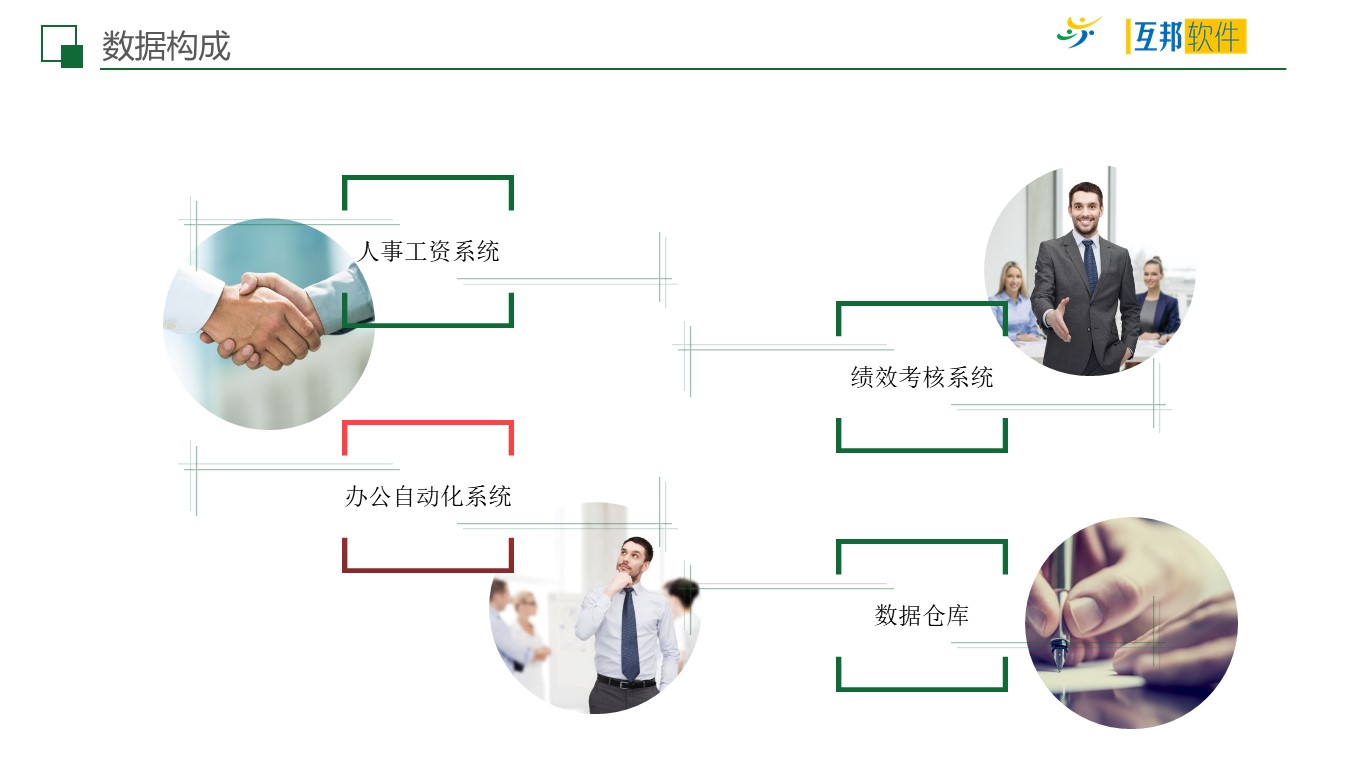 数据构成
互邦软件
人事工资系统
绩效考核系统
办公自动化系统
数据仓库